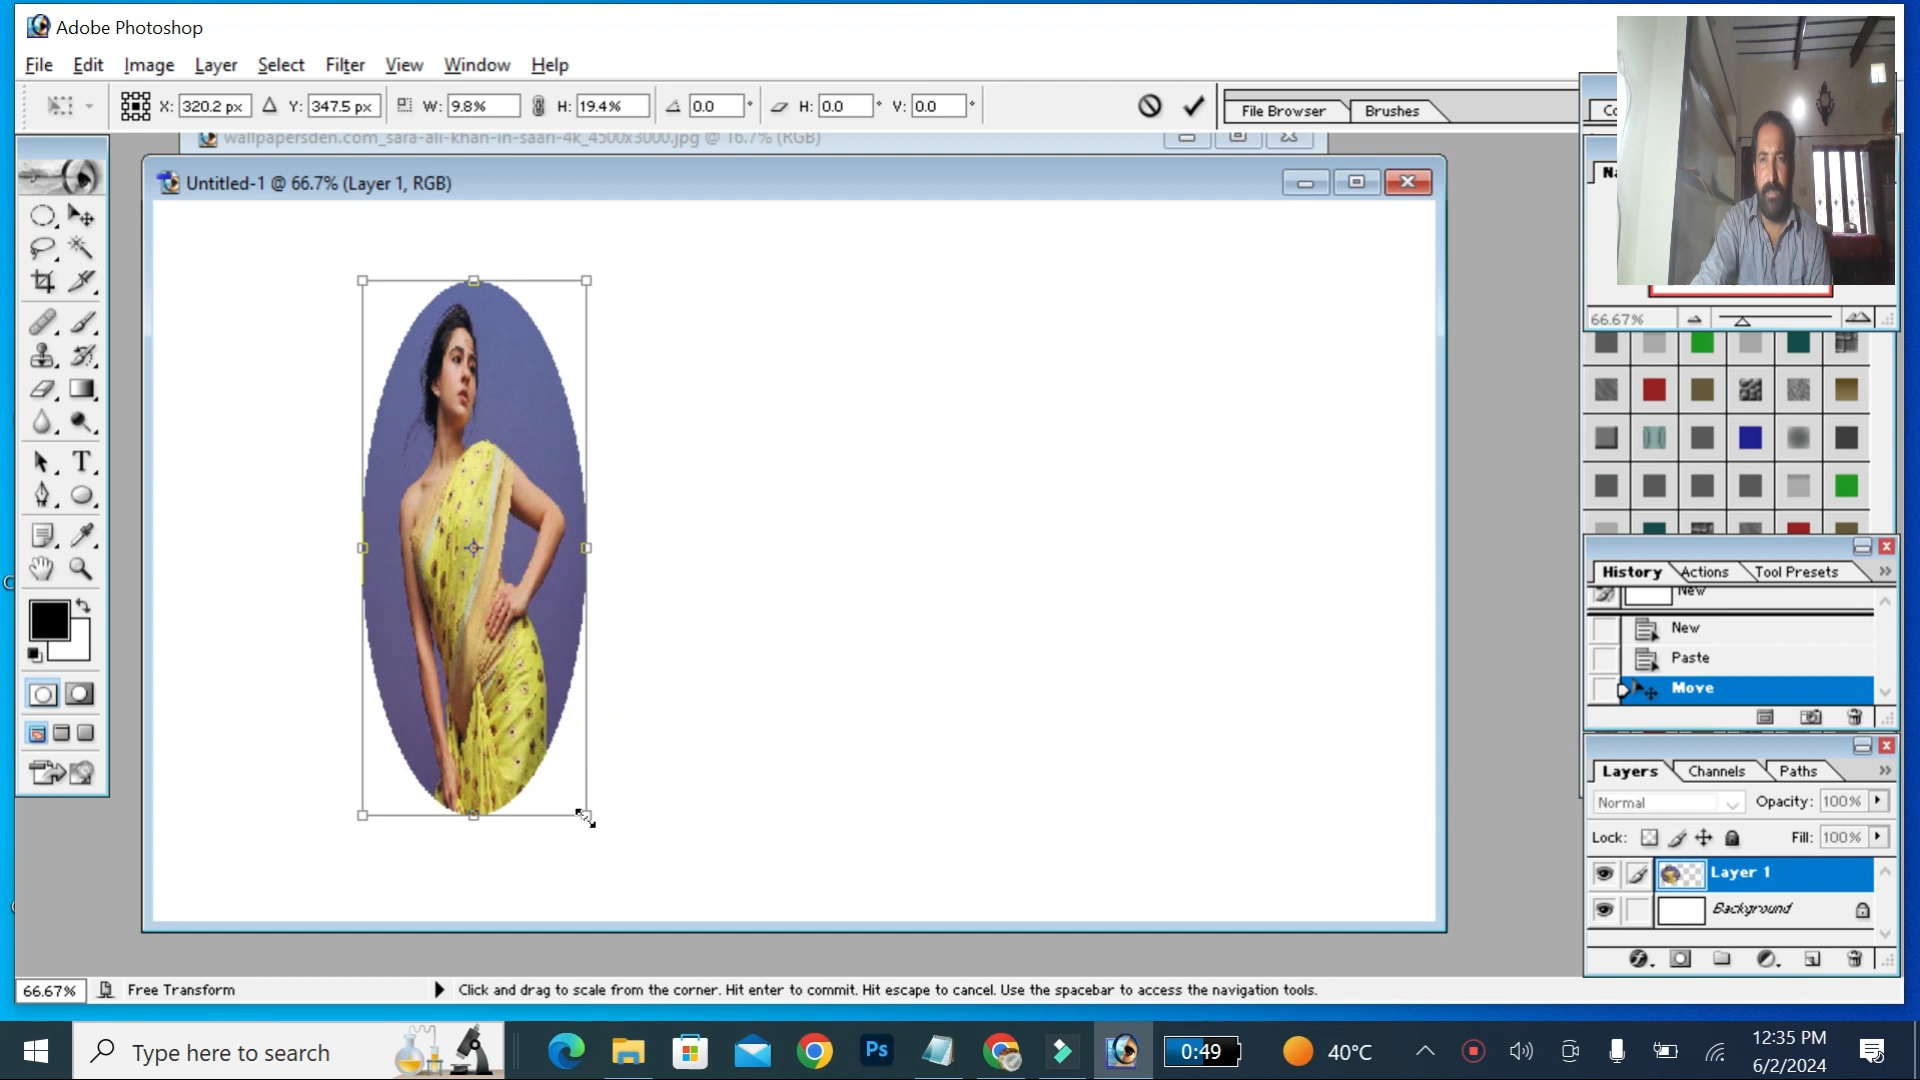 Adobe Photoshop
File Edit Image Layer Select Filter View Window Help
X: 320.2 px Y: 347.5 px W: 9.8% H: 19.4% 0.0 ° H: 0.0 ° V: 0.0 °
File Browser Brushes
wallpapersden.com_sara-ali-khan-in-saari-4k_4500x3000.jpg @ 16.7% (RGB)
Untitled-1 @ 66.7% (Layer 1, RGB)
66.67%
History Actions Tool Presets
New
New
Paste
Move
Layers Channels Paths
Normal Opacity: 100%
Lock: Fill: 100%
Layer 1
Background
66.67% Free Transform Click and drag to scale from the corner. Hit enter to commit. Hit escape to cancel. Use the spacebar to access the navigation tools.
Type here to search
Ps
0:49
40°C
12:35 PM
6/2/2024